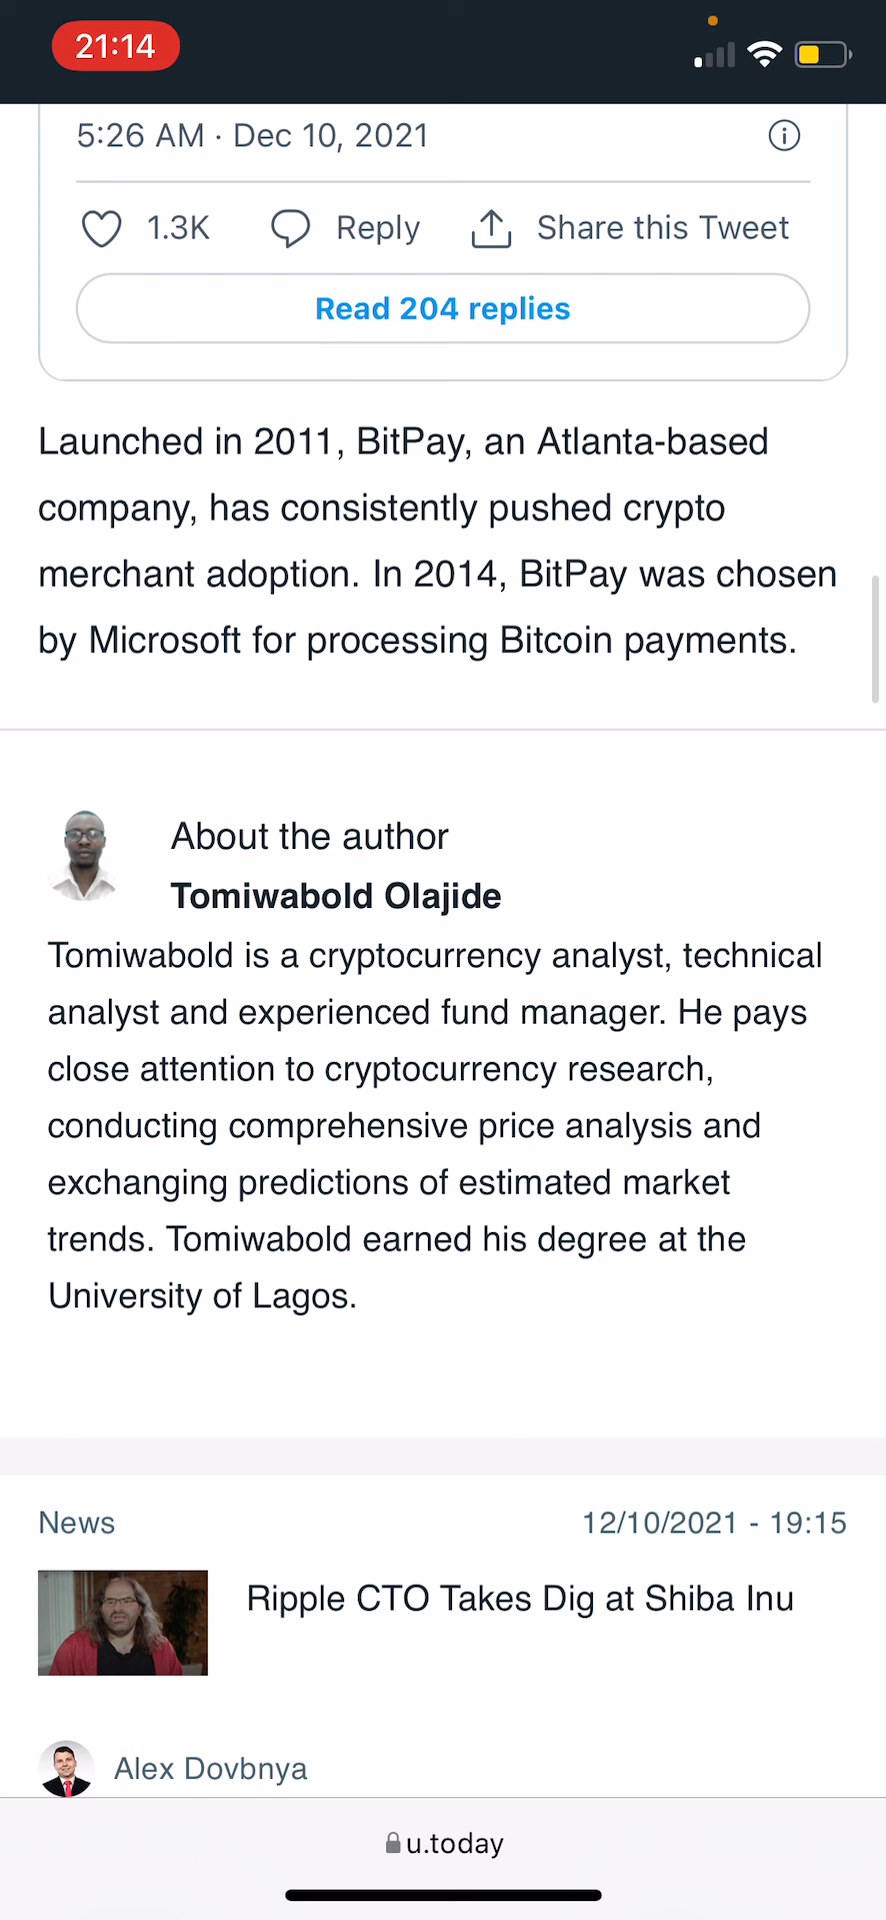 21:14
5:26 AM · Dec 10, 2021
1.3K Reply Share this Tweet
Read 204 replies
Launched in 2011, BitPay, an Atlanta-based
company, has consistently pushed crypto
merchant adoption. In 2014, BitPay was chosen
by Microsoft for processing Bitcoin payments.
About the author
Tomiwabold Olajide
Tomiwabold is a cryptocurrency analyst, technical
analyst and experienced fund manager. He pays
close attention to cryptocurrency research,
conducting comprehensive price analysis and
exchanging predictions of estimated market
trends. Tomiwabold earned his degree at the
University of Lagos.
News 12/10/2021 - 19:15
Ripple CTO Takes Dig at Shiba Inu
Alex Dovbnya
u.today